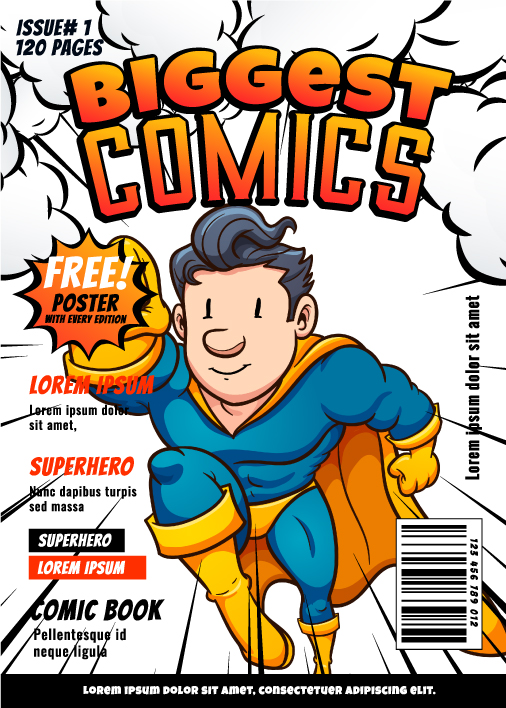 ISSUE# 1
120 PAGES
BIGGEST
COMICS
FREE!
POSTER
WITH EVERY EDITION
LOREM IPSUM
Lorem ipsum dolor
sit amet,
SUPERHERO
Nunc dapibus turpis
sed massa
SUPERHERO
LOREM IPSUM
COMIC BOOK
Pellentesque id
neque ligula
Lorem ipsum dolor sit amet
123 456 789 012
Lorem ipsum dolor sit amet, consectetuer adipiscing elit.